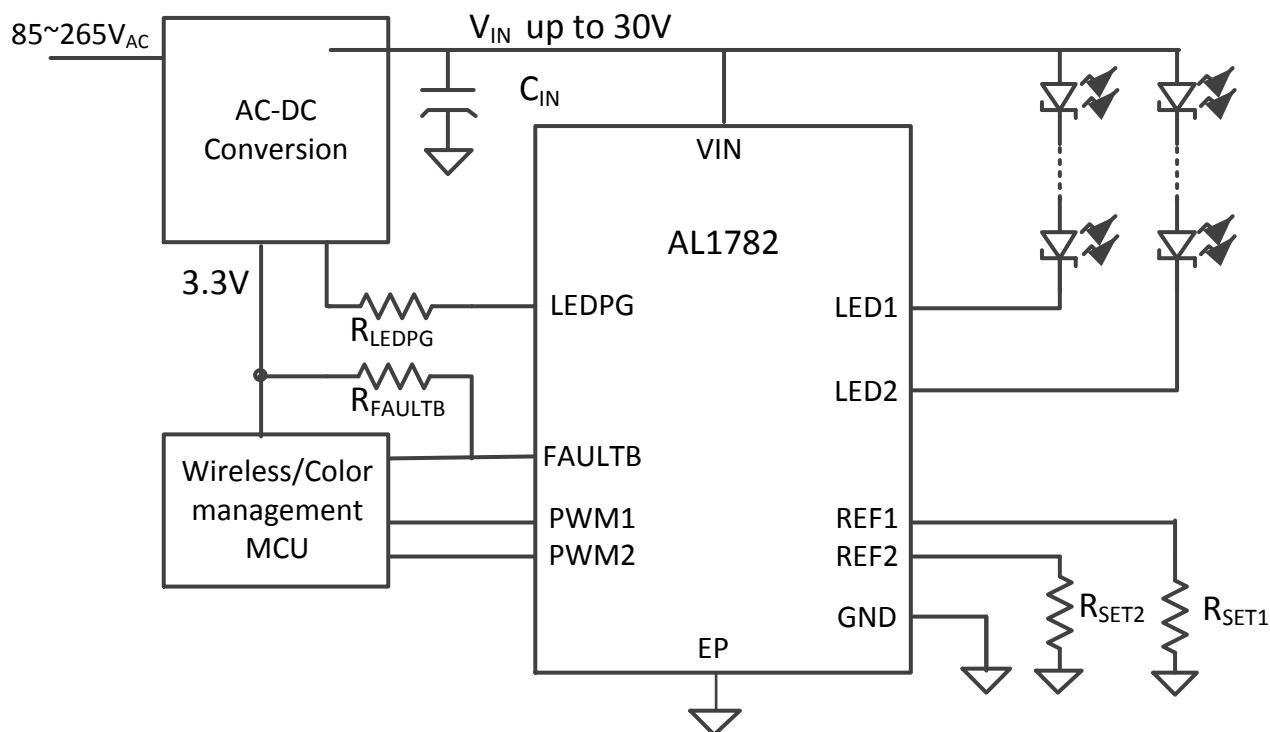 85~265VAC
VIN up to 30V
AC-DC
Conversion
CIN
VIN
AL1782
3.3V
RLEDPG
LEDPG
LED1
RFAULTB
LED2
Wireless/Color
management
MCU
FAULTB
PWM1
PWM2
REF1
REF2
GND
RSET2
RSET1
EP